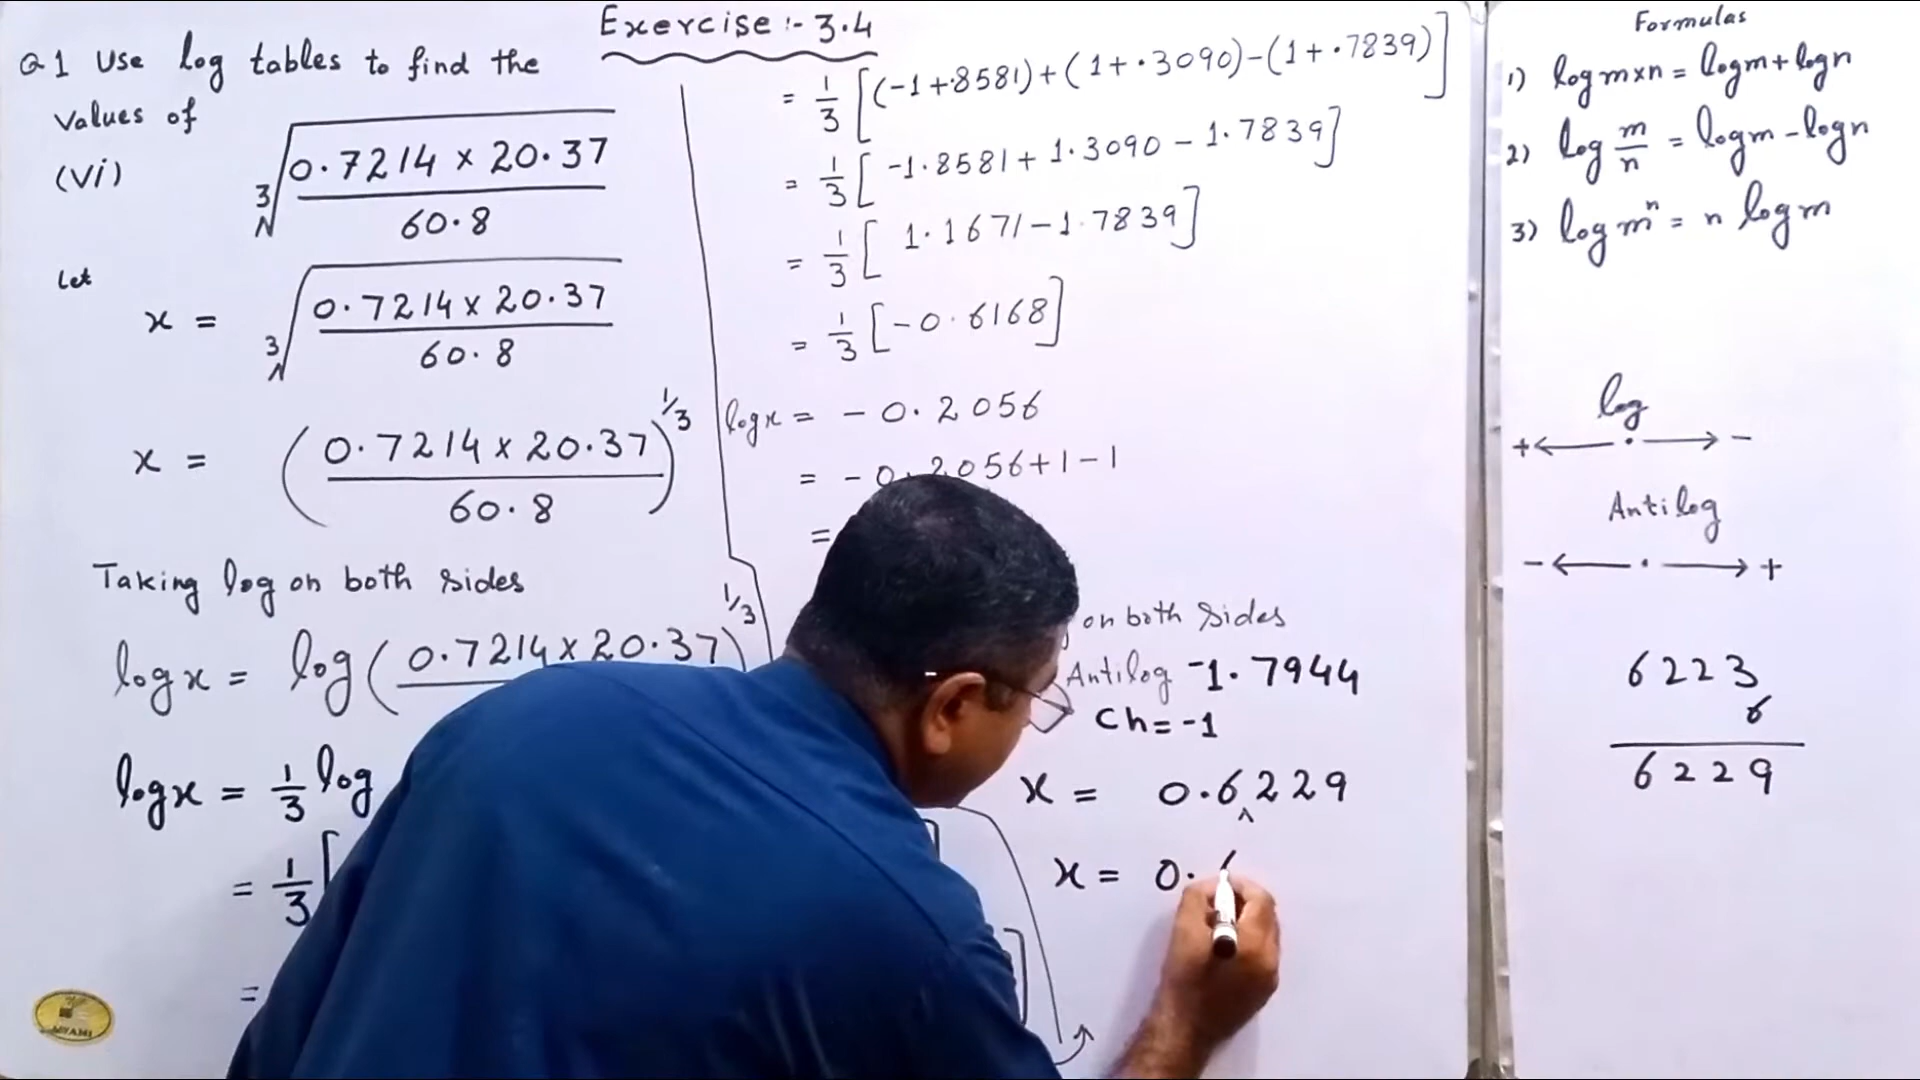 Exercise :- 3.4
Q1 Use log tables to find the
values of
(vi) ∛(0.7214 × 20.37 / 60.8)
Let
x = ∛(0.7214 × 20.37 / 60.8)
x = (0.7214 × 20.37 / 60.8)^1/3
Taking log on both sides
log x = log (0.7214 × 20.37)^1/3
log x = 1/3 log
= 1/3 [
=
= 1/3 [(-1+.8581)+(1+.3090)-(1+.7839)]
= 1/3 [-1.8581 + 1.3090 - 1.7839]
= 1/3 [1.1671 - 1.7839]
= 1/3 [-0.6168]
log x = - 0.2056
= - 0.2056+1-1
=
on both sides
Antilog -1.7944
Ch = -1
x = 0.6‸229
x = 0.6
Formulas
1) log m×n = log m + log n
2) log m/n = log m - log n
3) log m^n = n log m
log
+ ← . → -
Antilog
- ← . → +
6223
6
6229